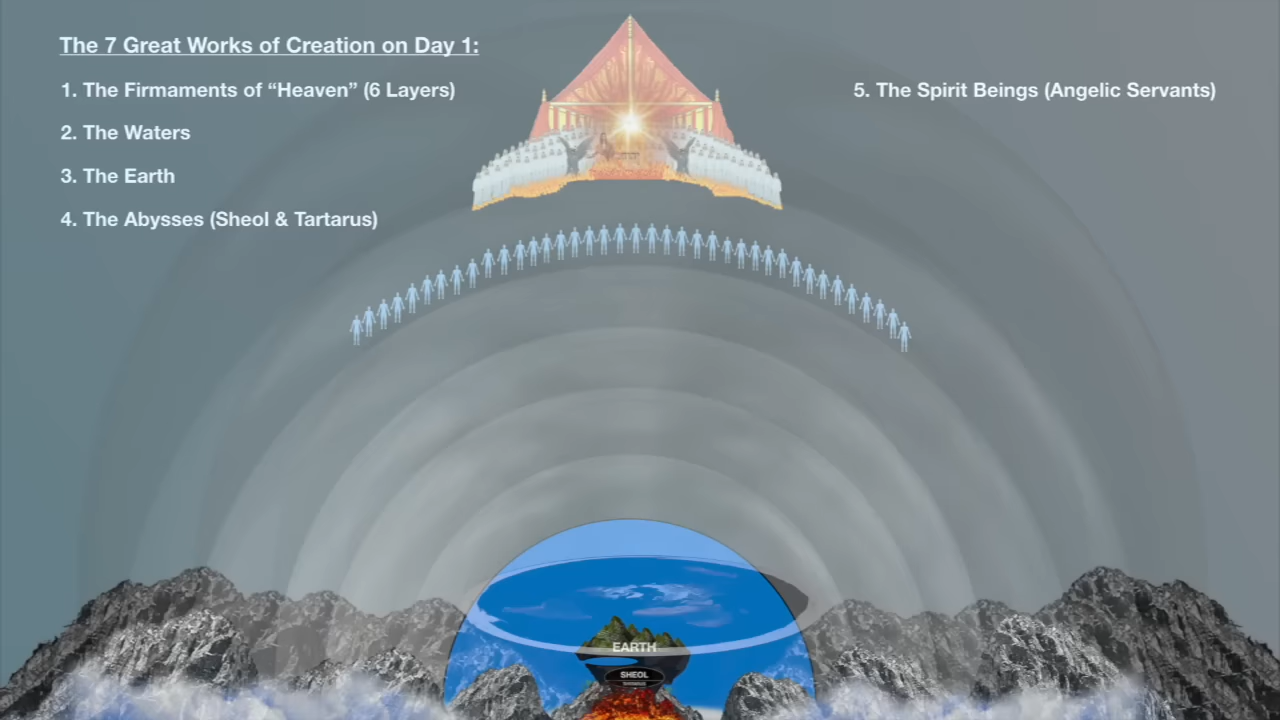 The 7 Great Works of Creation on Day 1:
1. The Firmaments of “Heaven” (6 Layers)
2. The Waters
3. The Earth
4. The Abysses (Sheol & Tartarus)
5. The Spirit Beings (Angelic Servants)
EARTH
SHEOL